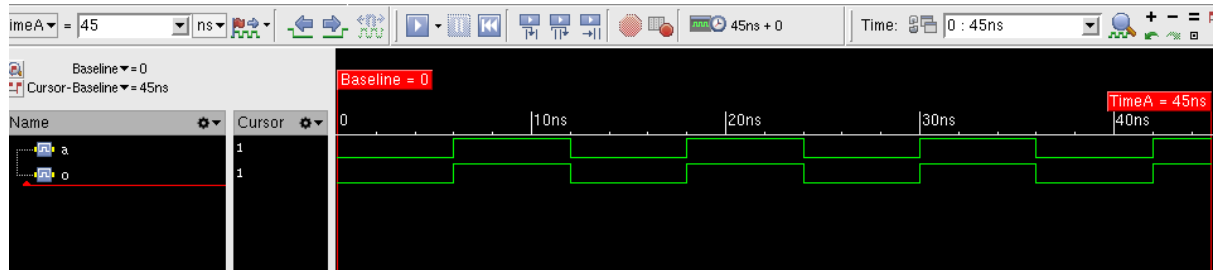 imeA▾ = 45 ns▾ 45ns + 0 Time: 0 : 45ns
Baseline▾= 0
Cursor-Baseline▾= 45ns
Baseline = 0
TimeA = 45ns
Name Cursor 0 10ns 20ns 30ns 40ns
a 1
o 1